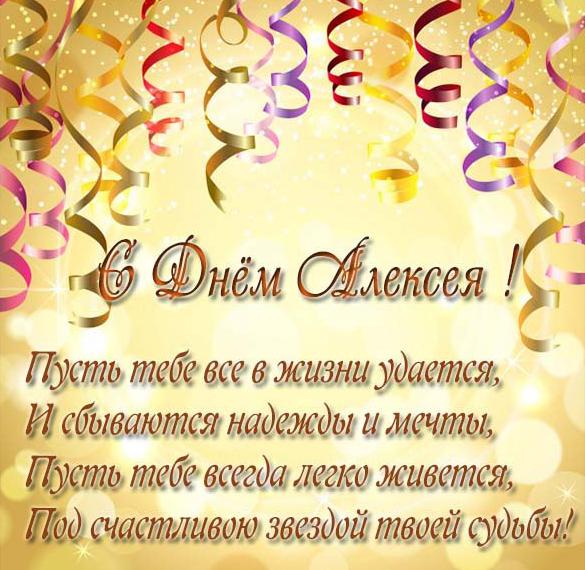 С Днём Алексея !
Пусть тебе все в жизни удается,
И сбываются надежды и мечты,
Пусть тебе всегда легко живется,
Под счастливою звездой твоей судьбы!